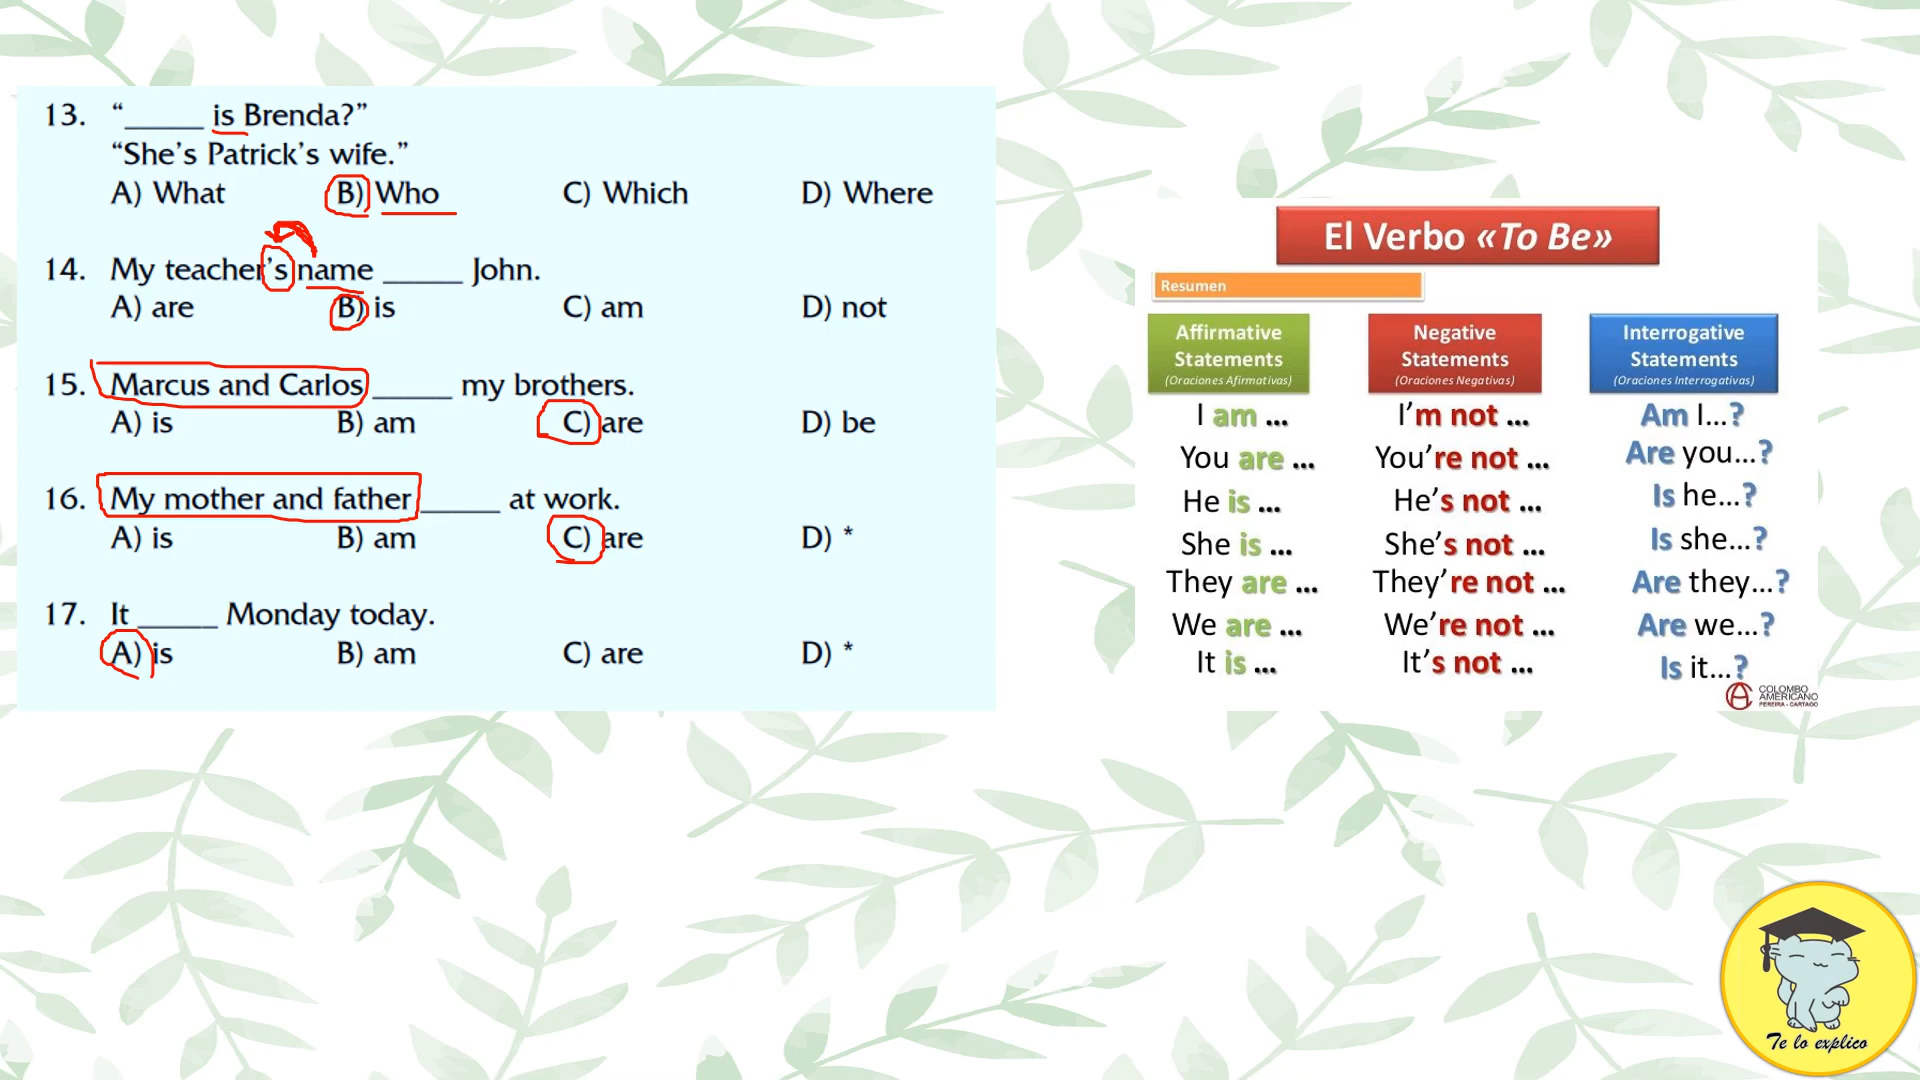 13. “_____ is Brenda?”
“She’s Patrick’s wife.”
A) What B) Who C) Which D) Where
14. My teacher’s name _____ John.
A) are B) is C) am D) not
15. Marcus and Carlos _____ my brothers.
A) is B) am C) are D) be
16. My mother and father _____ at work.
A) is B) am C) are D) *
17. It _____ Monday today.
A) is B) am C) are D) *
El Verbo «To Be»
Resumen
Affirmative Statements
(Oraciones Afirmativas)
I am ...
You are ...
He is ...
She is ...
They are ...
We are ...
It is ...
Negative Statements
(Oraciones Negativas)
I’m not ...
You’re not ...
He’s not ...
She’s not ...
They’re not ...
We’re not ...
It’s not ...
Interrogative Statements
(Oraciones Interrogativas)
Am I...?
Are you...?
Is he...?
Is she...?
Are they...?
Are we...?
Is it...?
COLOMBO
AMERICANO
PEREIRA - CARTAGO
Te lo explico